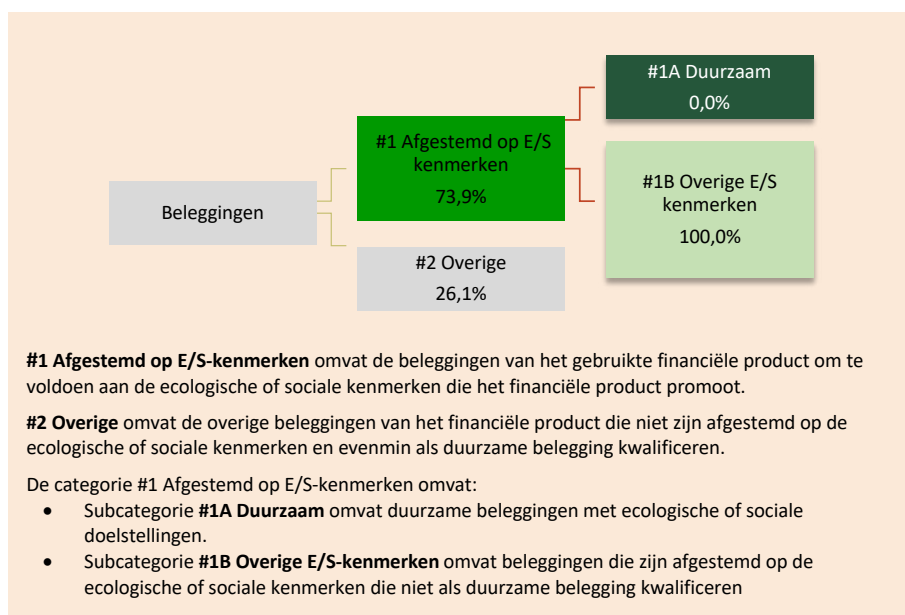 #1A Duurzaam
0,0%
#1 Afgestemd op E/S
kenmerken
73,9%
#1B Overige E/S
kenmerken
100,0%
Beleggingen
#2 Overige
26,1%
#1 Afgestemd op E/S-kenmerken omvat de beleggingen van het gebruikte financiële product om te
voldoen aan de ecologische of sociale kenmerken die het financiële product promoot.
#2 Overige omvat de overige beleggingen van het financiële product die niet zijn afgestemd op de
ecologische of sociale kenmerken en evenmin als duurzame belegging kwalificeren.
De categorie #1 Afgestemd op E/S-kenmerken omvat:
• Subcategorie #1A Duurzaam omvat duurzame beleggingen met ecologische of sociale
doelstellingen.
• Subcategorie #1B Overige E/S-kenmerken omvat beleggingen die zijn afgestemd op de
ecologische of sociale kenmerken die niet als duurzame belegging kwalificeren